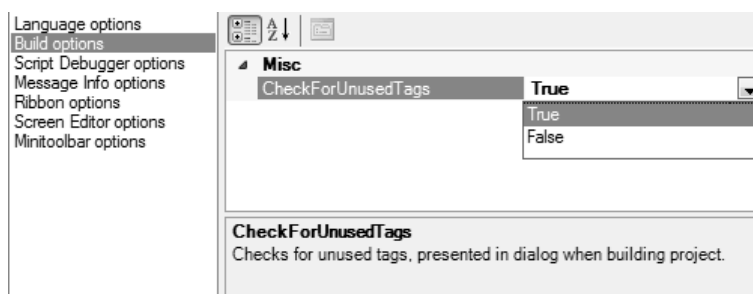 Language options
Build options
Script Debugger options
Message Info options
Ribbon options
Screen Editor options
Minitoolbar options
A
Z
Misc
CheckForUnusedTags True
True
False
CheckForUnusedTags
Checks for unused tags, presented in dialog when building project.